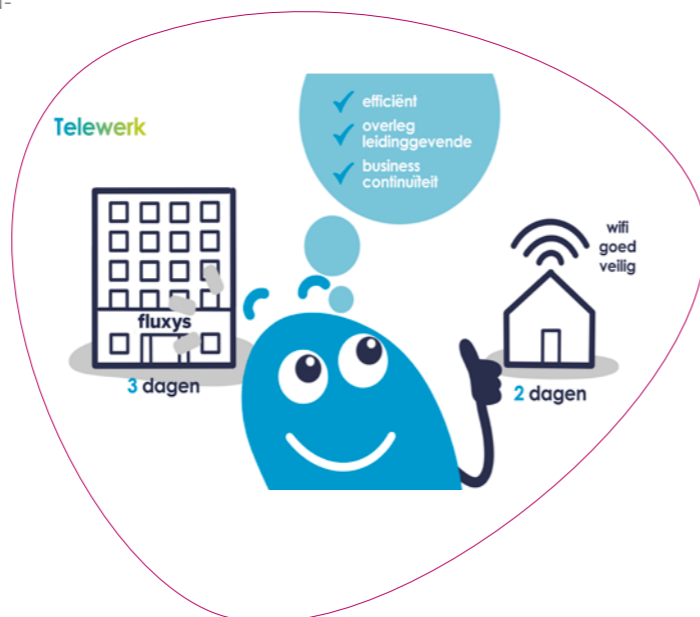 Telewerk
efficiënt
overleg
leidinggevende
business
continuïteit
wifi
goed
veilig
fluxys
3 dagen
2 dagen